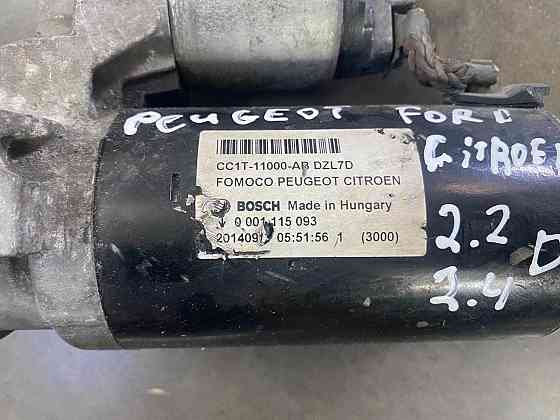 PEUGEOT FORD
CITROEN
CC1T-11000-AB DZL7D
FOMOCO PEUGEOT CITROEN
BOSCH Made in Hungary
0 001 115 093
2014091 05:51:56 1 (3000)
2.2
2.4